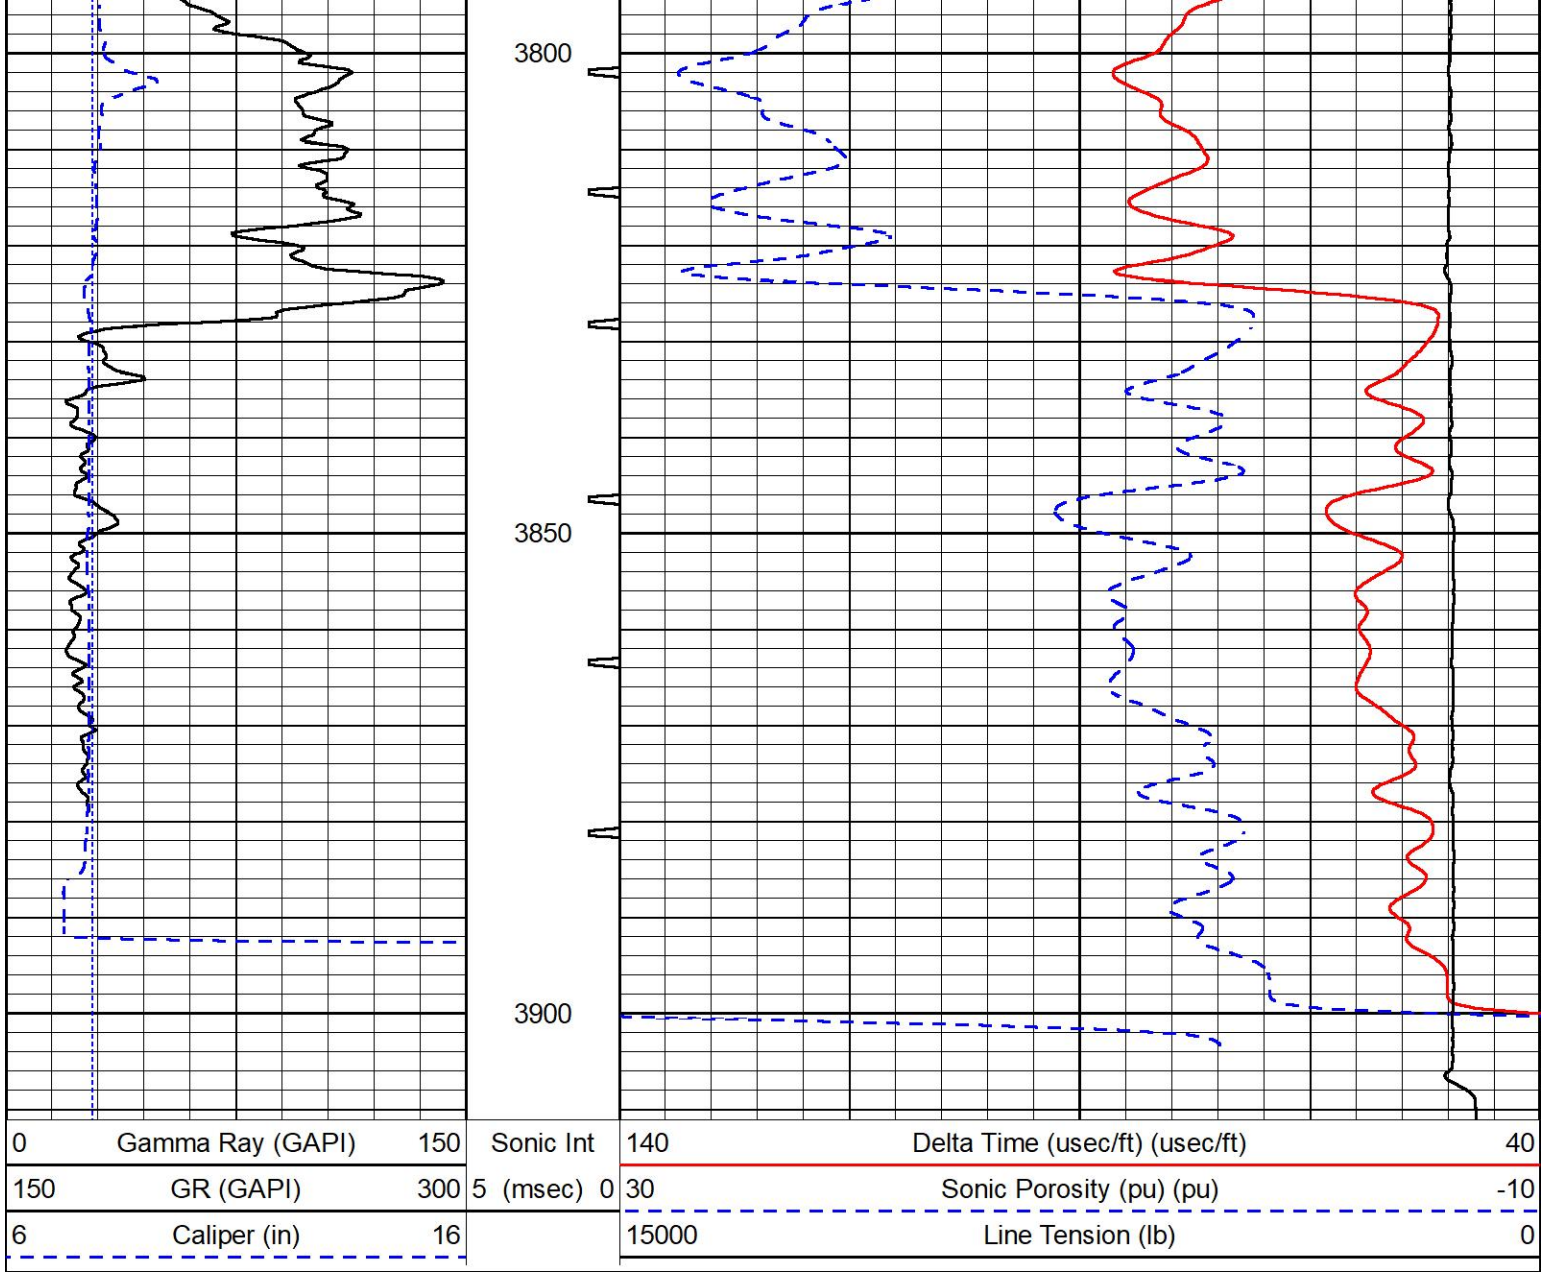 3800
3850
3900
0 Gamma Ray (GAPI) 150 Sonic Int 140 Delta Time (usec/ft) (usec/ft) 40
150 GR (GAPI) 300 5 (msec) 0 30 Sonic Porosity (pu) (pu) -10
6 Caliper (in) 16 15000 Line Tension (lb) 0